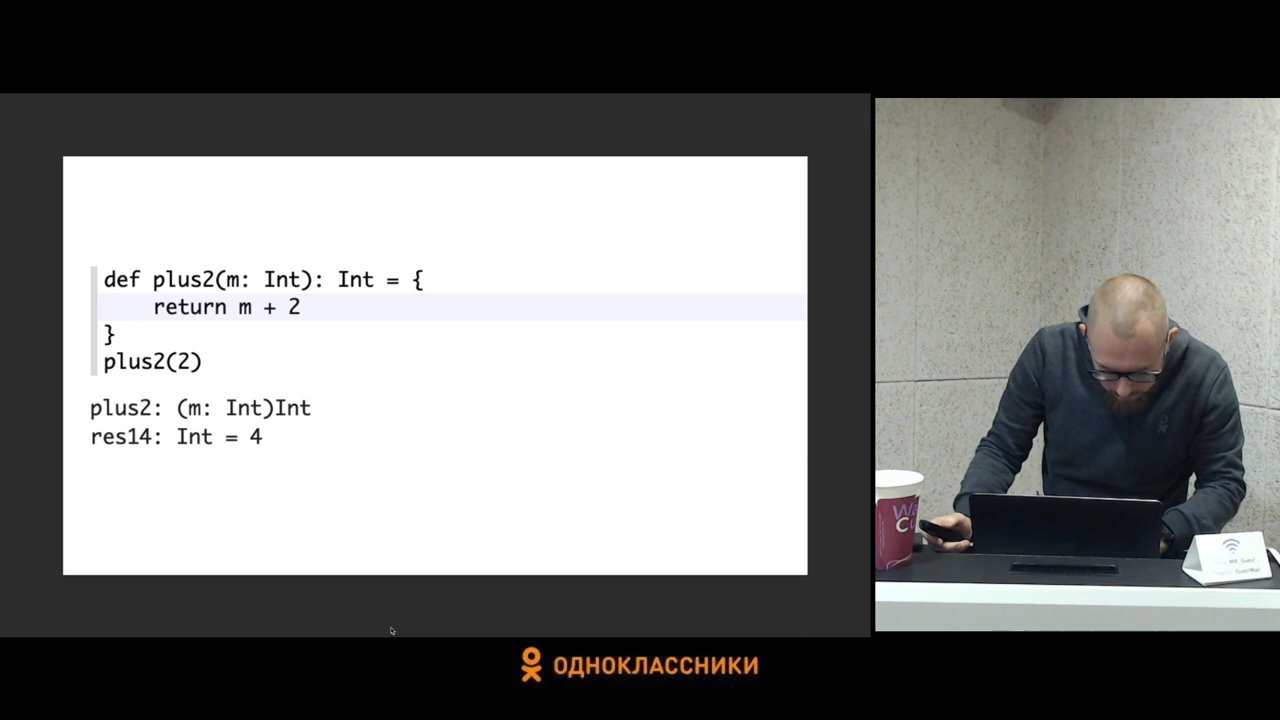 def plus2(m: Int): Int = {
    return m + 2
}
plus2(2)
plus2: (m: Int)Int
res14: Int = 4
ОДНОКЛАССНИКИ